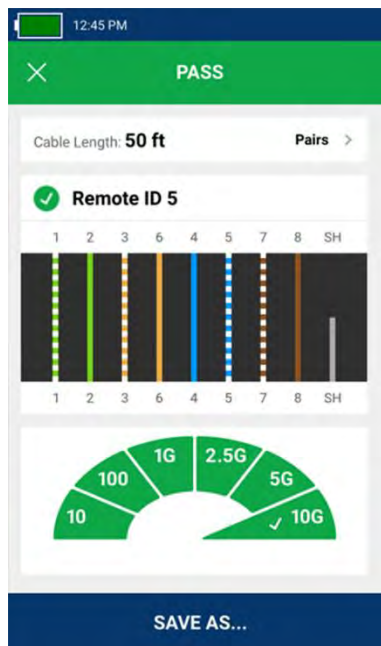 12:45 PM
PASS
Cable Length: 50 ft Pairs >
Remote ID 5
1 2 3 6 4 5 7 8 SH
1 2 3 6 4 5 7 8 SH
10 100 1G 2.5G 5G 10G
SAVE AS...